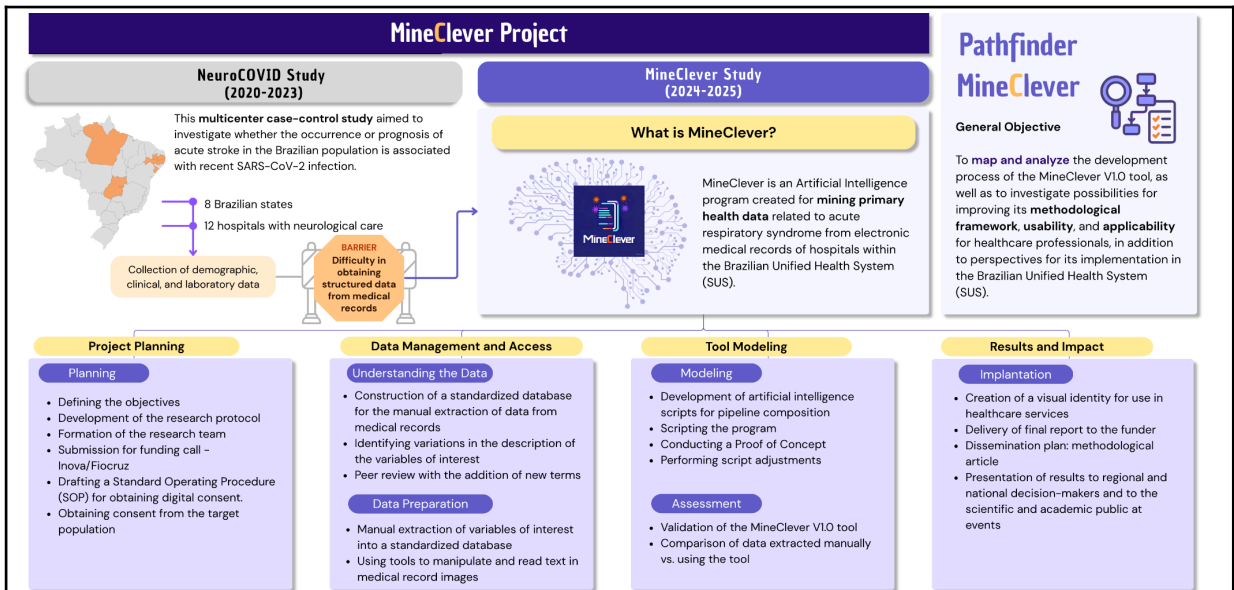 MineClever Project
NeuroCOVID Study
(2020-2023)
This multicenter case-control study aimed to
investigate whether the occurrence or prognosis of
acute stroke in the Brazilian population is associated
with recent SARS-CoV-2 infection.
8 Brazilian states
12 hospitals with neurological care
Collection of demographic,
clinical, and laboratory data
BARRIER
Difficulty in
obtaining
structured data
from medical
records
MineClever Study
(2024-2025)
What is MineClever?
MineClever
MineClever is an Artificial Intelligence
program created for mining primary
health data related to acute
respiratory syndrome from electronic
medical records of hospitals within
the Brazilian Unified Health System
(SUS).
Pathfinder
MineClever
General Objective
To map and analyze the development
process of the MineClever V1.0 tool, as
well as to investigate possibilities for
improving its methodological
framework, usability, and applicability
for healthcare professionals, in addition
to perspectives for its implementation in
the Brazilian Unified Health System
(SUS).
Project Planning
Planning
• Defining the objectives
• Development of the research protocol
• Formation of the research team
• Submission for funding call -
Inova/Fiocruz
• Drafting a Standard Operating Procedure
(SOP) for obtaining digital consent.
• Obtaining consent from the target
population
Data Management and Access
Understanding the Data
• Construction of a standardized database
for the manual extraction of data from
medical records
• Identifying variations in the description of
the variables of interest
• Peer review with the addition of new terms
Data Preparation
• Manual extraction of variables of interest
into a standardized database
• Using tools to manipulate and read text in
medical record images
Tool Modeling
Modeling
• Development of artificial intelligence
scripts for pipeline composition
• Scripting the program
• Conducting a Proof of Concept
• Performing script adjustments
Assessment
• Validation of the MineClever V1.0 tool
• Comparison of data extracted manually
vs. using the tool
Results and Impact
Implantation
• Creation of a visual identity for use in
healthcare services
• Delivery of final report to the funder
• Dissemination plan: methodological
article
• Presentation of results to regional and
national decision-makers and to the
scientific and academic public at
events